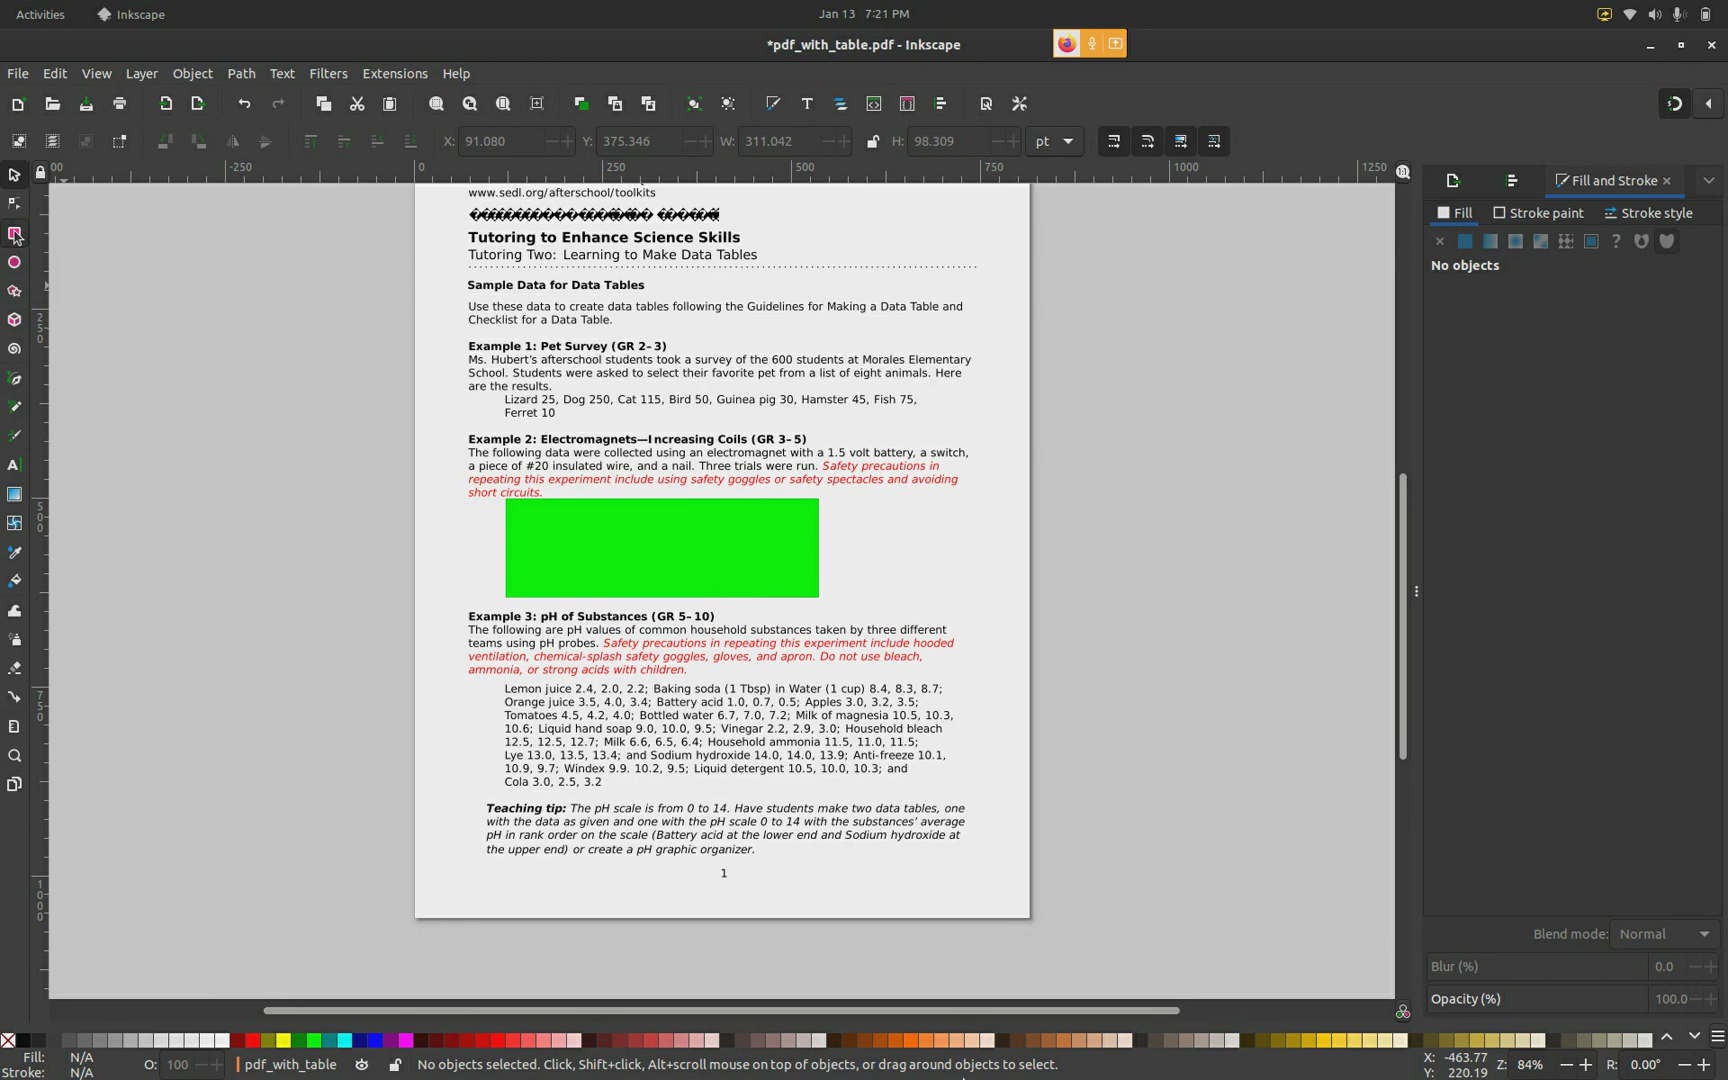 Activities
Inkscape
Jan 13 7:21 PM
*pdf_with_table.pdf - Inkscape
File Edit View Layer Object Path Text Filters Extensions Help
X: 91.080 Y: 375.346 W: 311.042 H: 98.309 pt
-250 0 250 500 750 1000 1250
Fill and Stroke
Fill Stroke paint Stroke style
No objects
www.sedl.org/afterschool/toolkits
Tutoring to Enhance Science Skills
Tutoring Two: Learning to Make Data Tables
Sample Data for Data Tables
Use these data to create data tables following the Guidelines for Making a Data Table and
Checklist for a Data Table.
Example 1: Pet Survey (GR 2–3)
Ms. Hubert’s afterschool students took a survey of the 600 students at Morales Elementary
School. Students were asked to select their favorite pet from a list of eight animals. Here
are the results.
Lizard 25, Dog 250, Cat 115, Bird 50, Guinea pig 30, Hamster 45, Fish 75,
Ferret 10
Example 2: Electromagnets—Increasing Coils (GR 3–5)
The following data were collected using an electromagnet with a 1.5 volt battery, a switch,
a piece of #20 insulated wire, and a nail. Three trials were run. Safety precautions in
repeating this experiment include using safety goggles or safety spectacles and avoiding
short circuits.
Example 3: pH of Substances (GR 5–10)
The following are pH values of common household substances taken by three different
teams using pH probes. Safety precautions in repeating this experiment include hooded
ventilation, chemical-splash safety goggles, gloves, and apron. Do not use bleach,
ammonia, or strong acids with children.
Lemon juice 2.4, 2.0, 2.2; Baking soda (1 Tbsp) in Water (1 cup) 8.4, 8.3, 8.7;
Orange juice 3.5, 4.0, 3.4; Battery acid 1.0, 0.7, 0.5; Apples 3.0, 3.2, 3.5;
Tomatoes 4.5, 4.2, 4.0; Bottled water 6.7, 7.0, 7.2; Milk of magnesia 10.5, 10.3,
10.6; Liquid hand soap 9.0, 10.0, 9.5; Vinegar 2.2, 2.9, 3.0; Household bleach
12.5, 12.5, 12.7; Milk 6.6, 6.5, 6.4; Household ammonia 11.5, 11.0, 11.5;
Lye 13.0, 13.5, 13.4; and Sodium hydroxide 14.0, 14.0, 13.9; Anti-freeze 10.1,
10.9, 9.7; Windex 9.9. 10.2, 9.5; Liquid detergent 10.5, 10.0, 10.3; and
Cola 3.0, 2.5, 3.2
Teaching tip: The pH scale is from 0 to 14. Have students make two data tables, one
with the data as given and one with the pH scale 0 to 14 with the substances’ average
pH in rank order on the scale (Battery acid at the lower end and Sodium hydroxide at
the upper end) or create a pH graphic organizer.
1
Blend mode: Normal
Blur (%) 0.0
Opacity (%) 100.0
Fill: N/A
Stroke: N/A
O: 100
pdf_with_table
No objects selected. Click, Shift+click, Alt+scroll mouse on top of objects, or drag around objects to select.
X: -463.77
Y: 220.19
Z: 84%
R: 0.00°